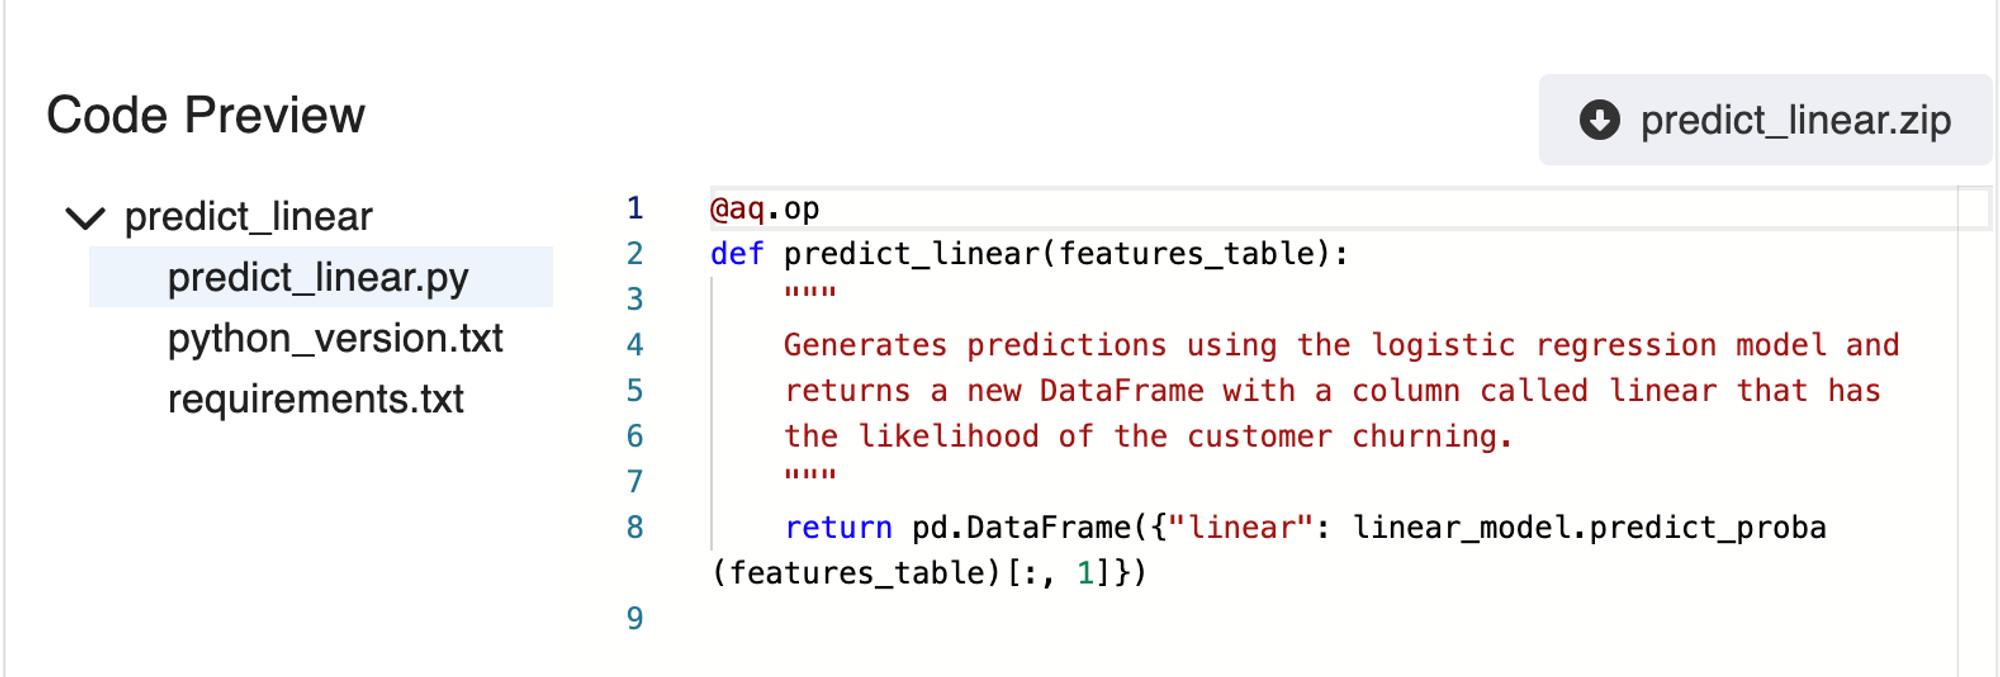 Code Preview
predict_linear.zip
predict_linear
predict_linear.py
python_version.txt
requirements.txt
1 @aq.op
2 def predict_linear(features_table):
3     """
4     Generates predictions using the logistic regression model and
5     returns a new DataFrame with a column called linear that has
6     the likelihood of the customer churning.
7     """
8     return pd.DataFrame({"linear": linear_model.predict_proba
(features_table)[:, 1]})
9